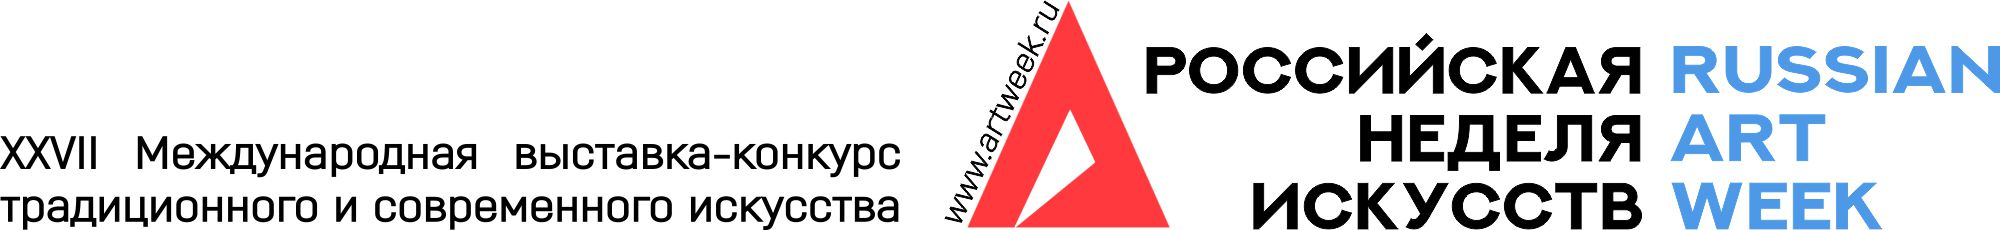 XXVII Международная выставка-конкурс
традиционного и современного искусства
www.artweek.ru
РОССИЙСКАЯ
НЕДЕЛЯ
ИСКУССТВ
RUSSIAN
ART
WEEK